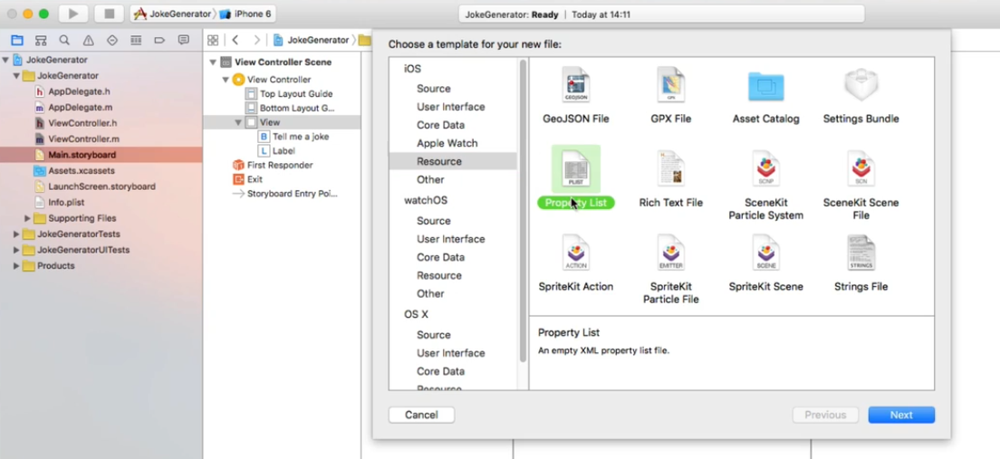 JokeGenerator
iPhone 6
JokeGenerator: Ready | Today at 14:11
JokeGenerator
JokeGenerator
AppDelegate.h
AppDelegate.m
ViewController.h
ViewController.m
Main.storyboard
Assets.xcassets
LaunchScreen.storyboard
Info.plist
Supporting Files
JokeGeneratorTests
JokeGeneratorUITests
Products
JokeGenerator
View Controller Scene
View Controller
Top Layout Guide
Bottom Layout G...
View
B Tell me a joke
L Label
First Responder
Exit
Storyboard Entry Poi...
Choose a template for your new file:
iOS
Source
User Interface
Core Data
Apple Watch
Resource
Other
watchOS
Source
User Interface
Core Data
Resource
Other
OS X
Source
User Interface
Core Data
Resource
GEOJSON
GeoJSON File
GPX
GPX File
Asset Catalog
Settings Bundle
PLIST
Property List
RTF
Rich Text File
SCNP
SceneKit
Particle System
SCN
SceneKit Scene
File
ACTION
SpriteKit Action
EMITTER
SpriteKit
Particle File
SCENE
SpriteKit Scene
STRINGS
Strings File
Property List
An empty XML property list file.
Cancel
Previous
Next